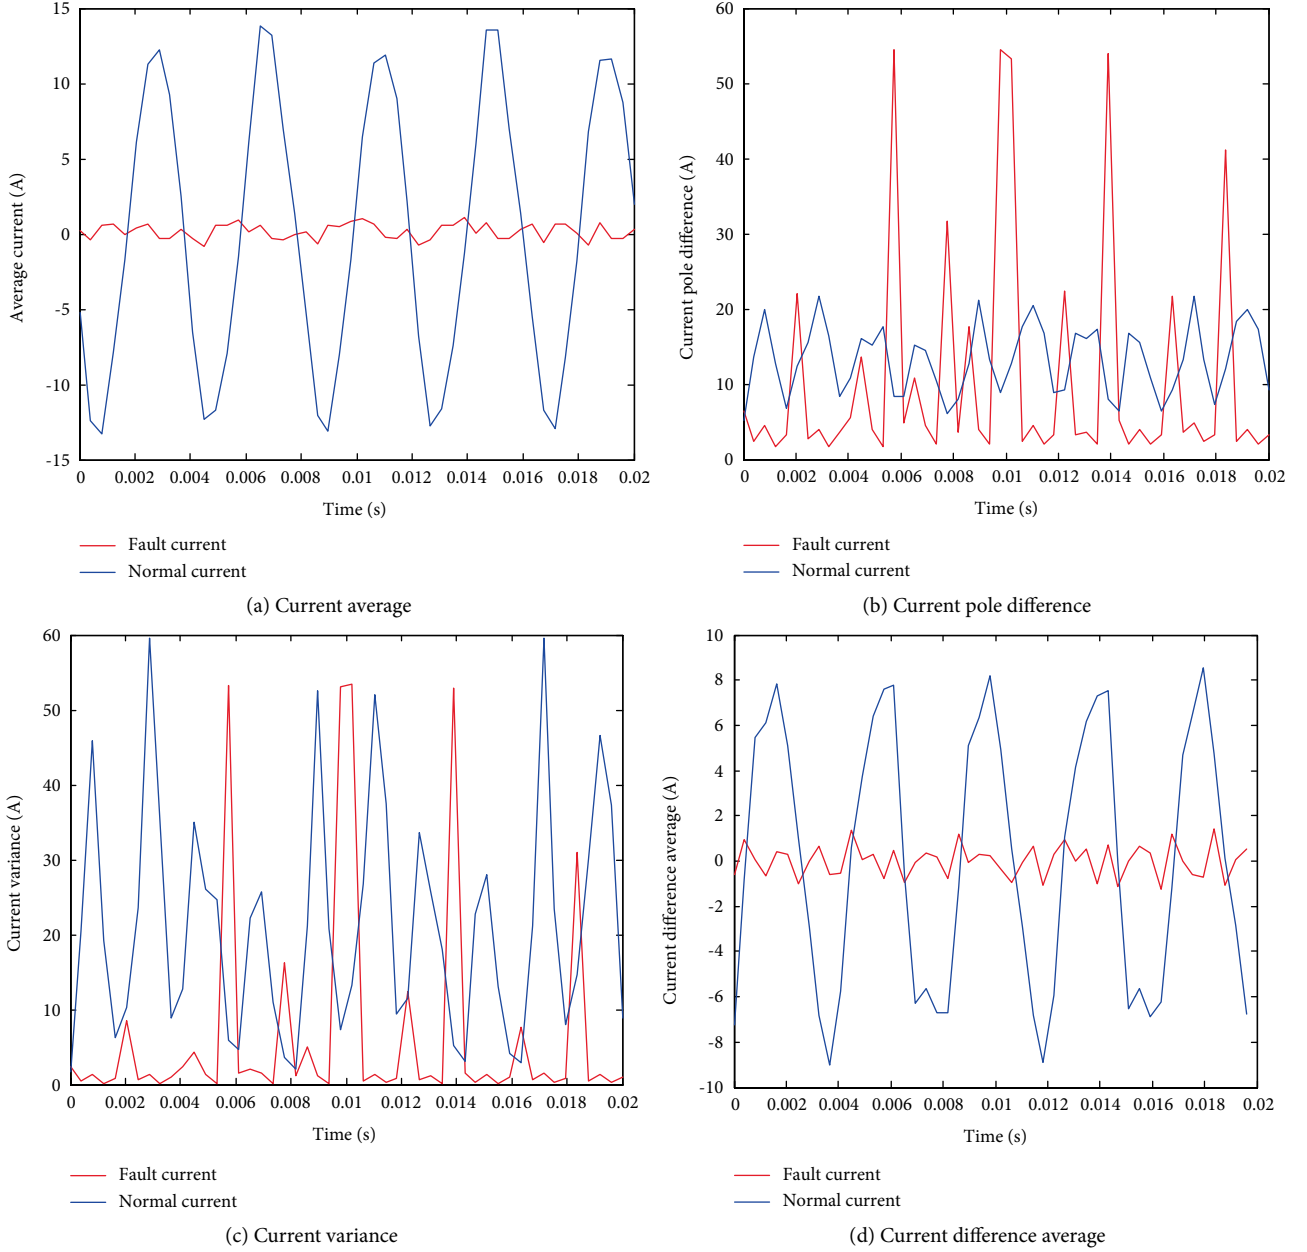 15
10
5
0
-5
-10
-15
Average current (A)
0 0.002 0.004 0.006 0.008 0.01 0.012 0.014 0.016 0.018 0.02
Time (s)
Fault current
Normal current
(a) Current average
60
50
40
30
20
10
0
Current pole difference (A)
0 0.002 0.004 0.006 0.008 0.01 0.012 0.014 0.016 0.018 0.02
Time (s)
Fault current
Normal current
(b) Current pole difference
60
50
40
30
20
10
0
Current variance (A)
0 0.002 0.004 0.006 0.008 0.01 0.012 0.014 0.016 0.018 0.02
Time (s)
Fault current
Normal current
(c) Current variance
10
8
6
4
2
0
-2
-4
-6
-8
-10
Current difference average (A)
0 0.002 0.004 0.006 0.008 0.01 0.012 0.014 0.016 0.018 0.02
Time (s)
Fault current
Normal current
(d) Current difference average